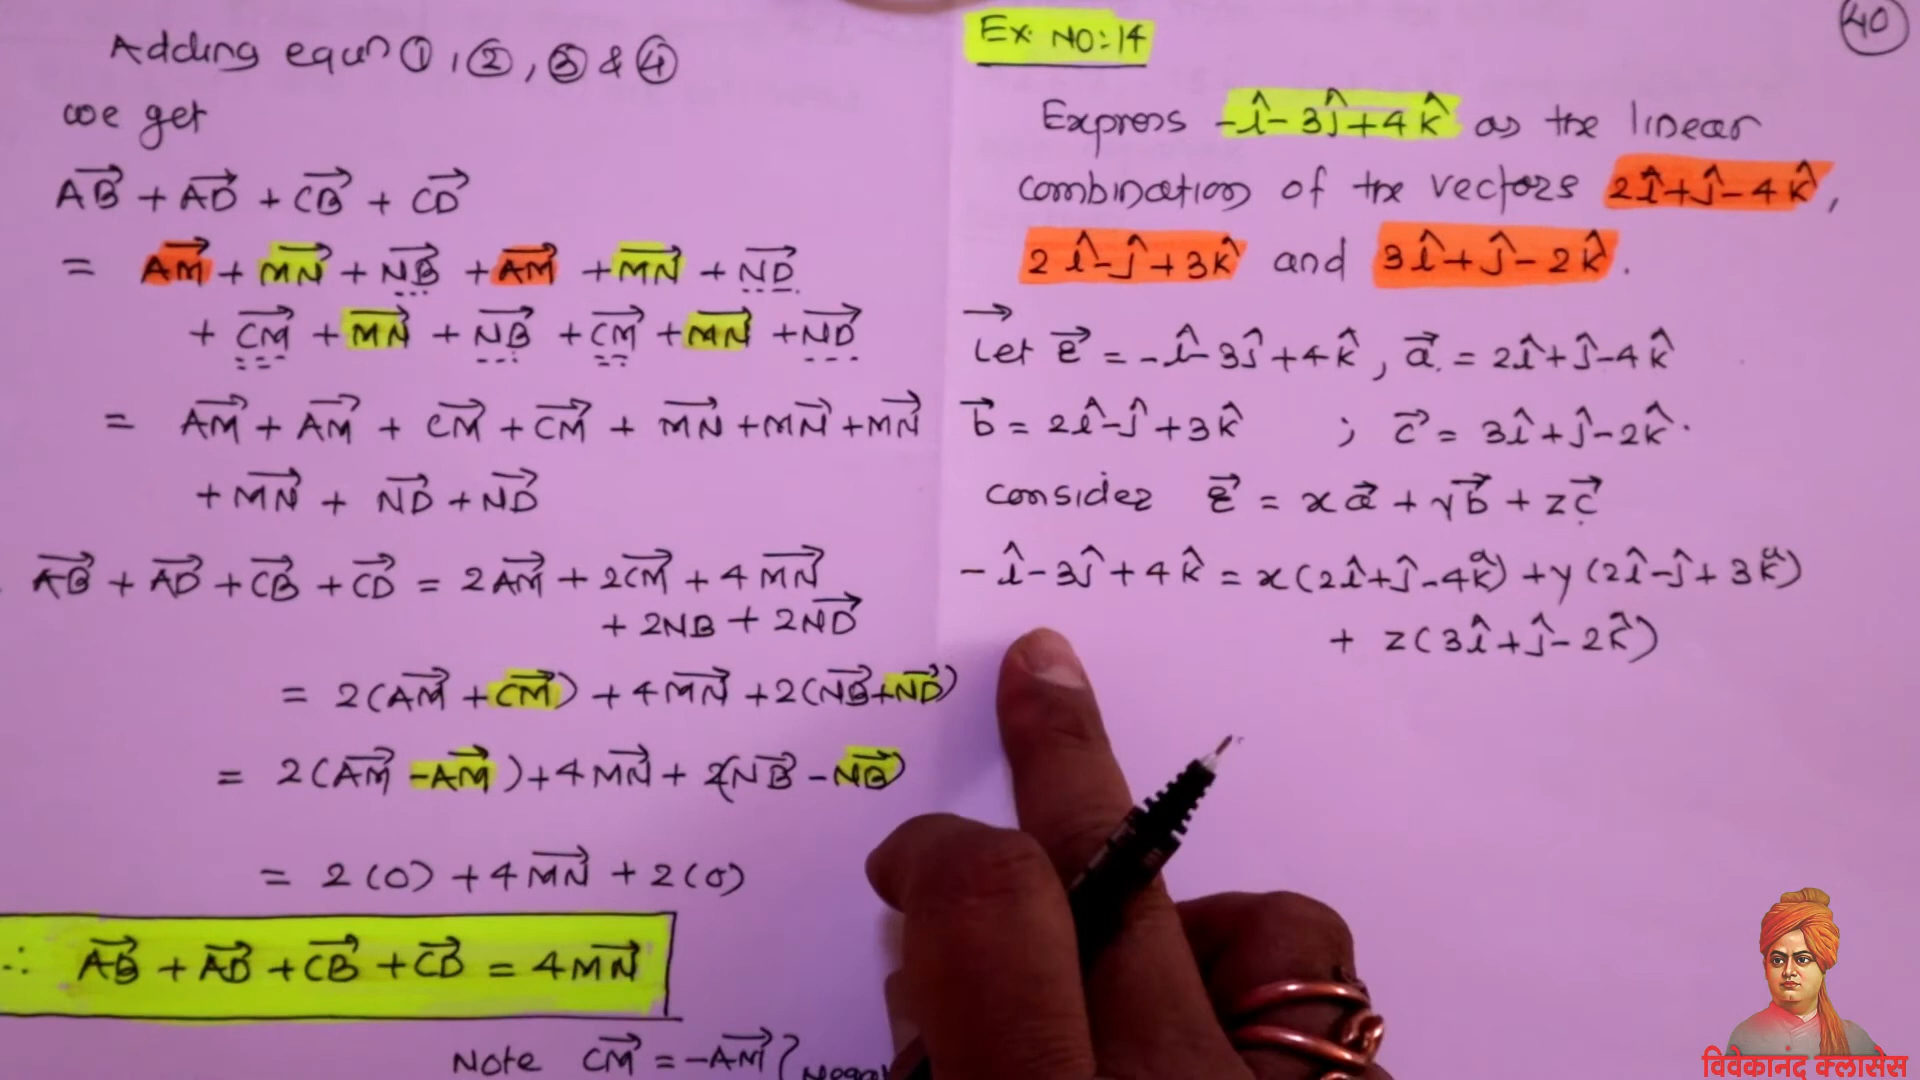 Adding equn ①, ②, ③ & ④
we get
AB⃗ + AD⃗ + CB⃗ + CD⃗
= AM⃗ + MN⃗ + NB⃗ + AM⃗ + MN⃗ + ND⃗
+ CM⃗ + MN⃗ + NB⃗ + CM⃗ + MN⃗ + ND⃗
= AM⃗ + AM⃗ + CM⃗ + CM⃗ + MN⃗ + MN⃗ + MN⃗
+ MN⃗ + ND⃗ + ND⃗
AB⃗ + AD⃗ + CB⃗ + CD⃗ = 2AM⃗ + 2CM⃗ + 4MN⃗
+ 2NB + 2ND⃗
= 2(AM⃗ + CM⃗) + 4MN⃗ + 2(NB⃗ + ND⃗)
= 2(AM⃗ - AM⃗) + 4MN⃗ + 2(NB⃗ - NB⃗)
= 2(0) + 4MN⃗ + 2(0)
∴ AB⃗ + AD⃗ + CB⃗ + CD⃗ = 4MN⃗
Note CM⃗ = -AM⃗
40
Ex. NO:14
Express -î - 3ĵ + 4k̂ as the linear
combination of the vectors 2î + ĵ - 4k̂,
2î - ĵ + 3k̂ and 3î + ĵ - 2k̂.
→
Let r⃗ = -î - 3ĵ + 4k̂, a⃗ = 2î + ĵ - 4k̂
b⃗ = 2î - ĵ + 3k̂ ; c⃗ = 3î + ĵ - 2k̂.
consider r⃗ = xa⃗ + yb⃗ + zc⃗
-î - 3ĵ + 4k̂ = x(2î + ĵ - 4k̂) + y(2î - ĵ + 3k̂)
+ z(3î + ĵ - 2k̂)
विवेकानंद क्लासेस